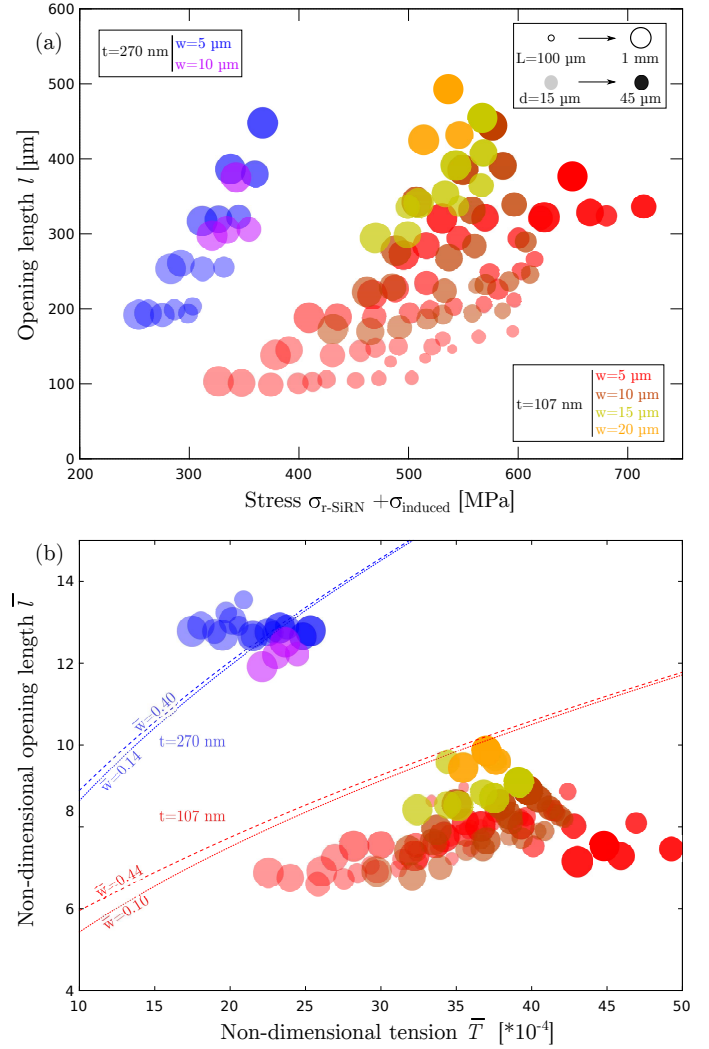 600
(a)
t=270 nm
w=5 µm
w=10 µm
L=100 µm
1 mm
d=15 µm
45 µm
500
400
300
200
100
0
Opening length l [µm]
t=107 nm
w=5 µm
w=10 µm
w=15 µm
w=20 µm
200 300 400 500 600 700
Stress σr-SiRN +σinduced [MPa]
(b)
14
12
10
8
6
4
Non-dimensional opening length l̅
w̅=0.40
w̅=0.14
t=270 nm
t=107 nm
w̅=0.44
w̅=0.10
10 15 20 25 30 35 40 45 50
Non-dimensional tension T̅ [*10-4]